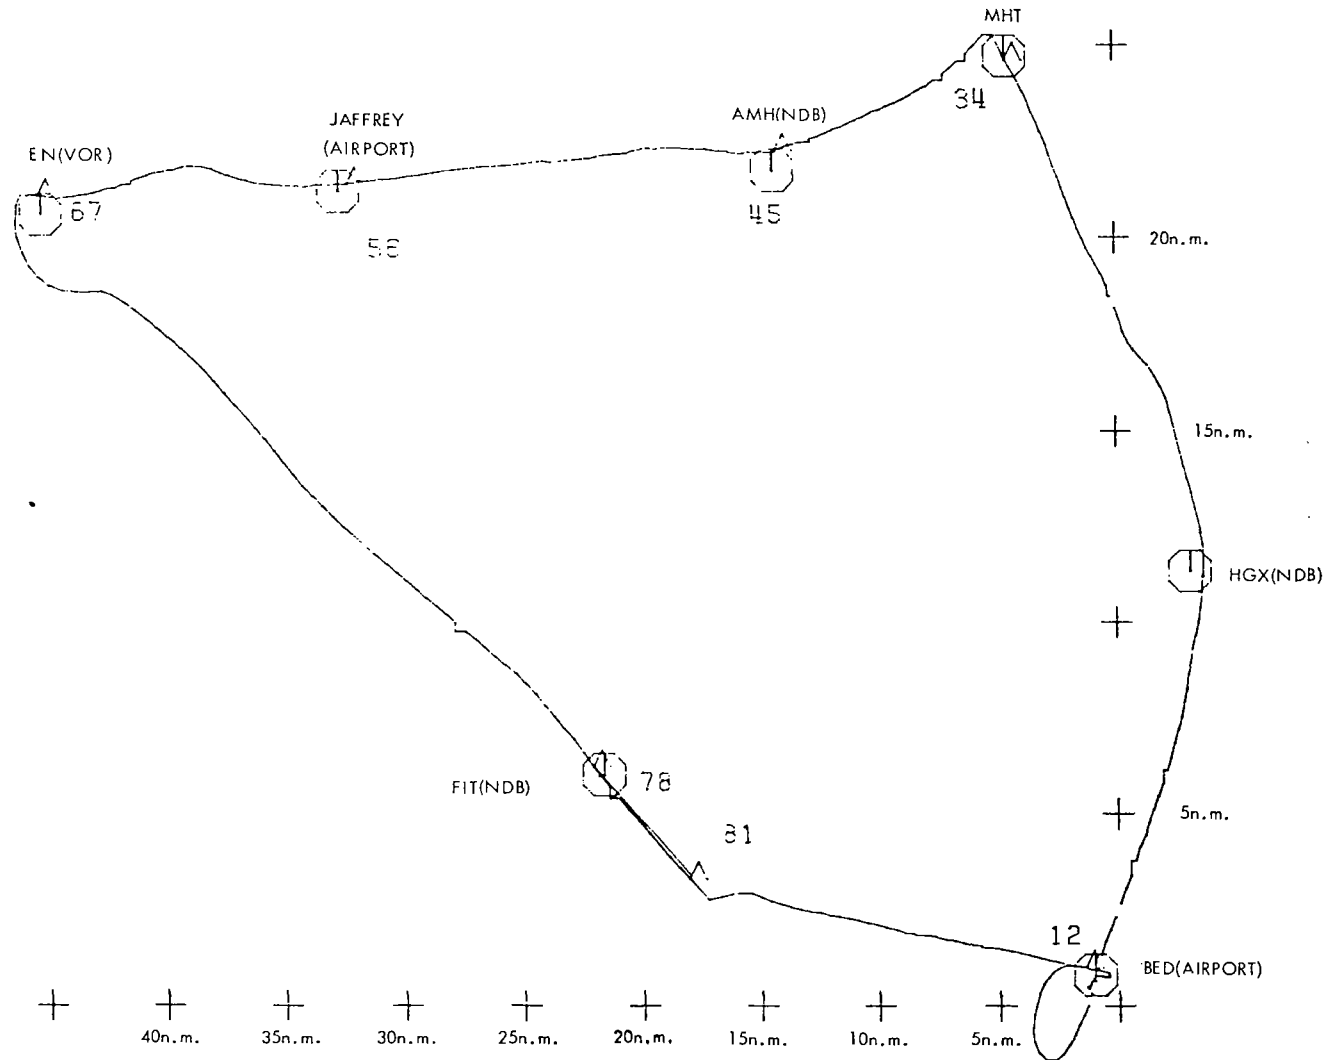 MHT
34
JAFFREY
(AIRPORT)
AMH(NDB)
EN(VOR)
67
45
56
20n.m.
15n.m.
HGX(NDB)
FIT(NDB)
78
81
5n.m.
12
BED(AIRPORT)
40n.m.
35n.m.
30n.m.
25n.m.
20n.m.
15n.m.
10n.m.
5n.m.